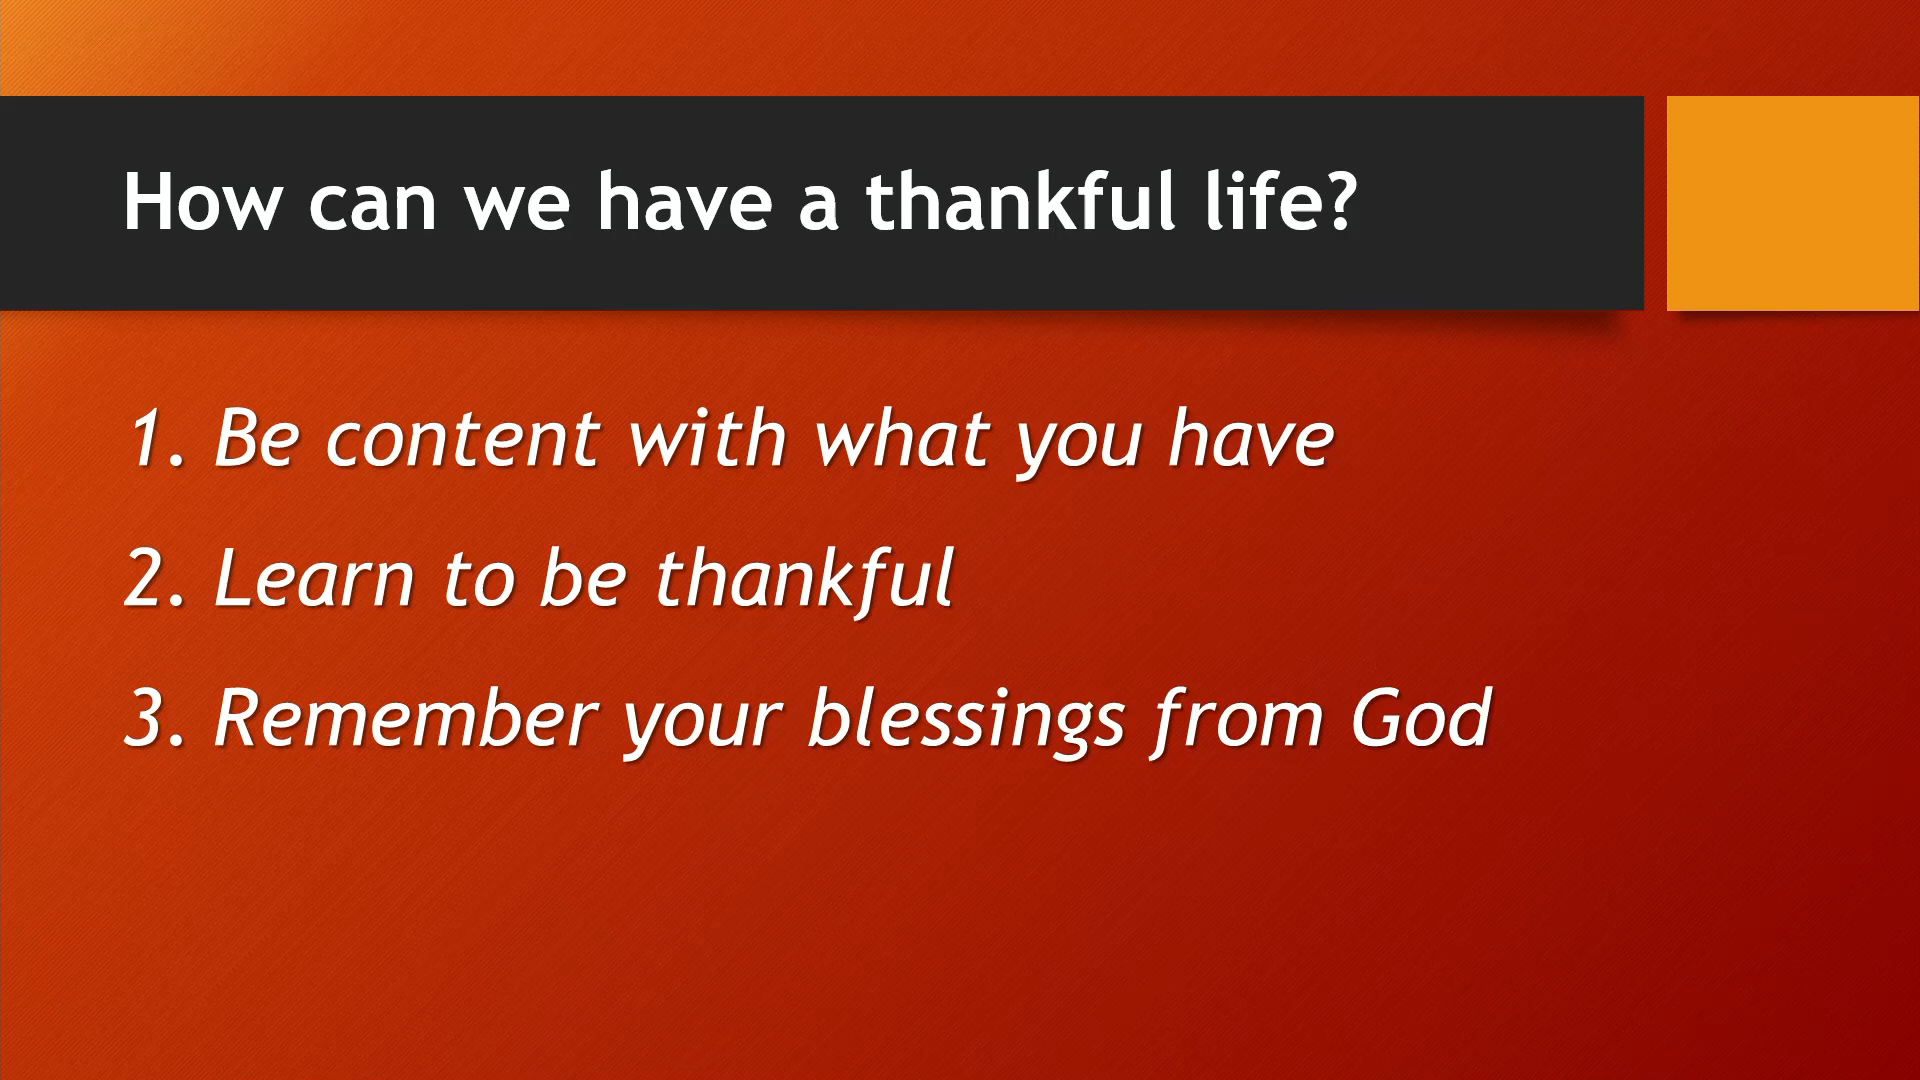 How can we have a thankful life?
1. Be content with what you have
2. Learn to be thankful
3. Remember your blessings from God